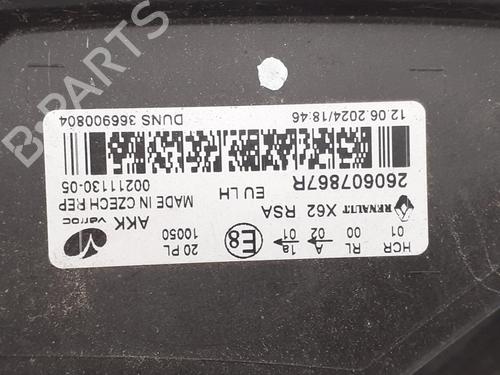 B-PARTS
DUNS 366900804
12.06.2024/18:46
00211130-05
260607867R
MADE IN CZECH REP
EU LH
RENAULT X62 RSA
AKK
varroc
20 PL
10050
E8
1a
01
A
02
RL
00
HCR
01